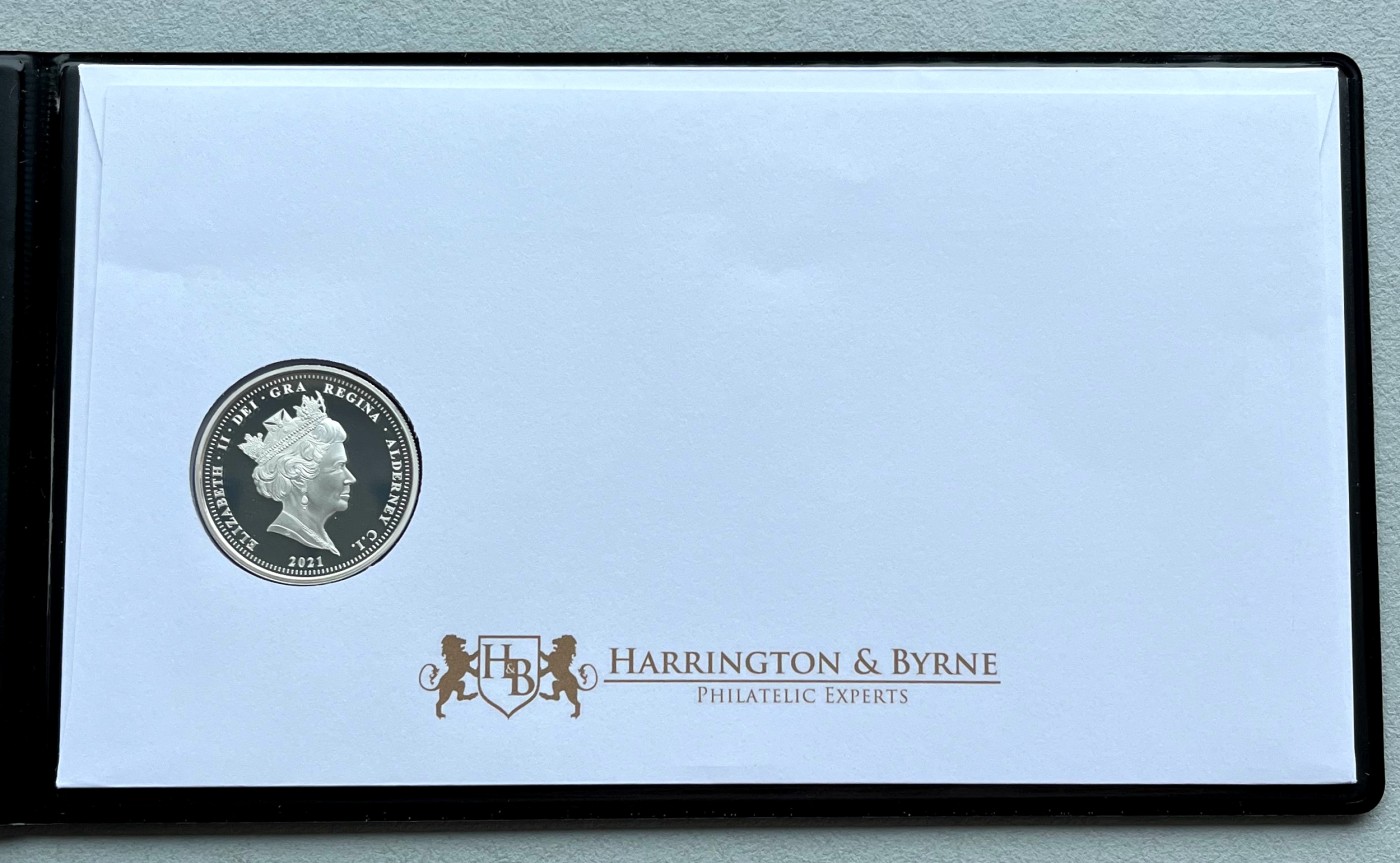 ELIZABETH · II · DEI · GRA REGINA · ALDERNEY C.I.
2021
H&B
HARRINGTON & BYRNE
PHILATELIC EXPERTS